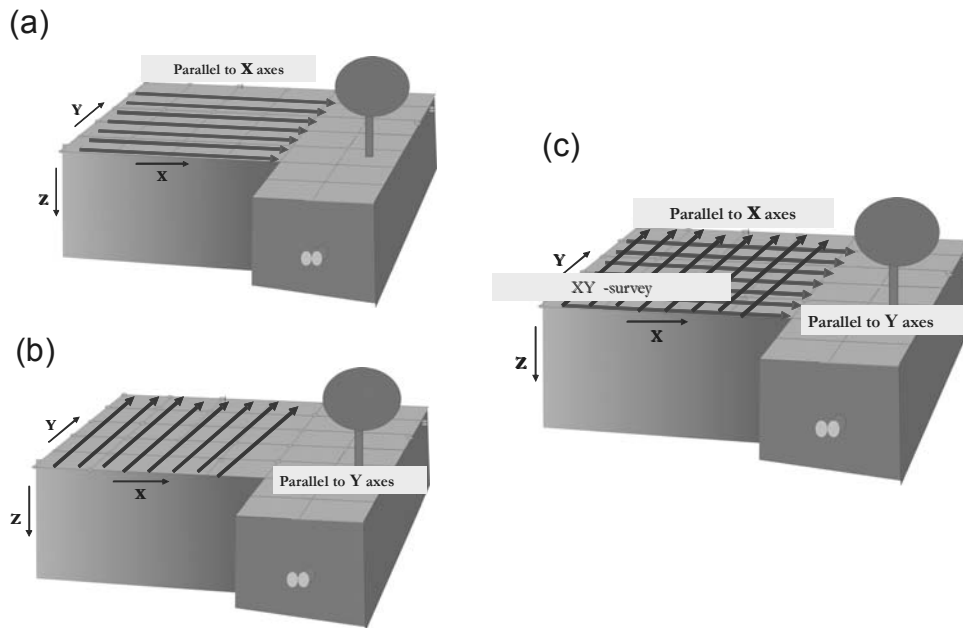 (a)
Parallel to X axes
Y
X
Z
(b)
Y
X
Parallel to Y axes
Z
(c)
Parallel to X axes
Y
XY -survey
X
Parallel to Y axes
Z